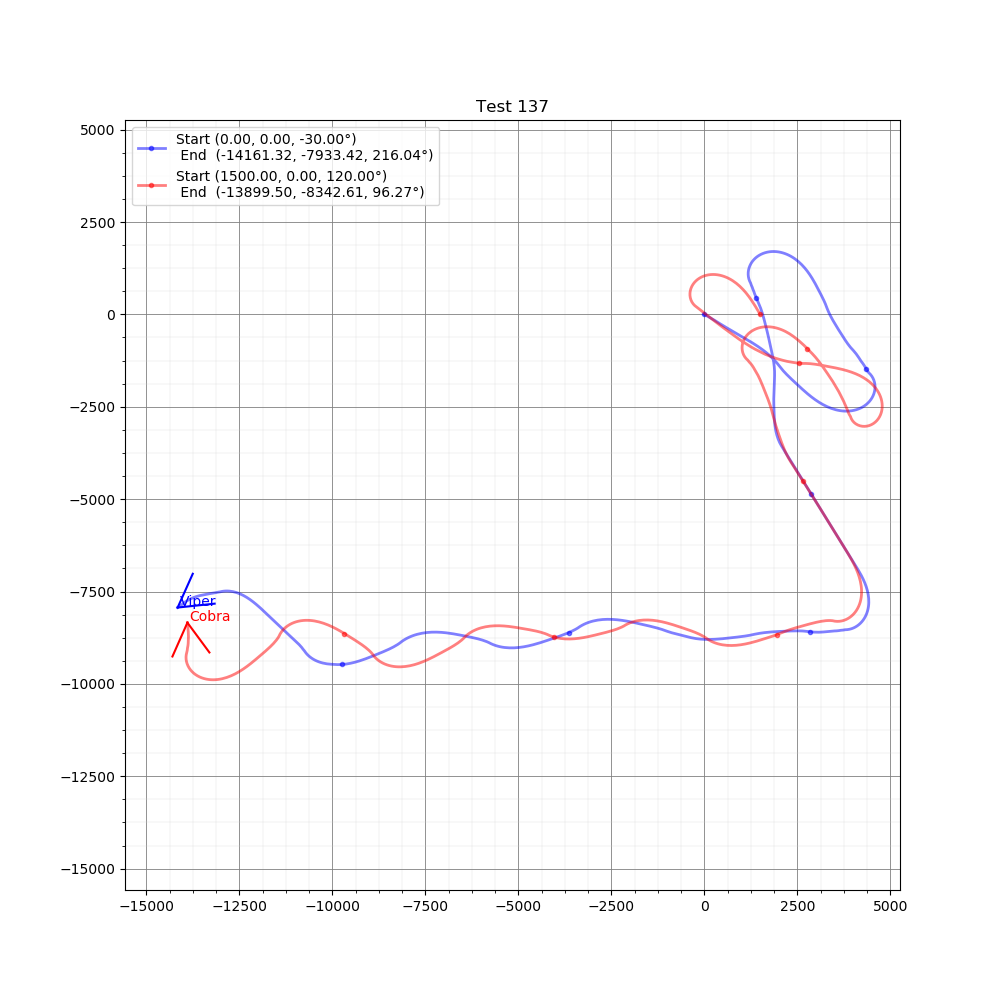 Test 137
Start (0.00, 0.00, -30.00°)
End (-14161.32, -7933.42, 216.04°)
Start (1500.00, 0.00, 120.00°)
End (-13899.50, -8342.61, 96.27°)
5000
2500
0
−2500
−5000
−7500
−10000
−12500
−15000
Viper
Cobra
−15000 −12500 −10000 −7500 −5000 −2500 0 2500 5000